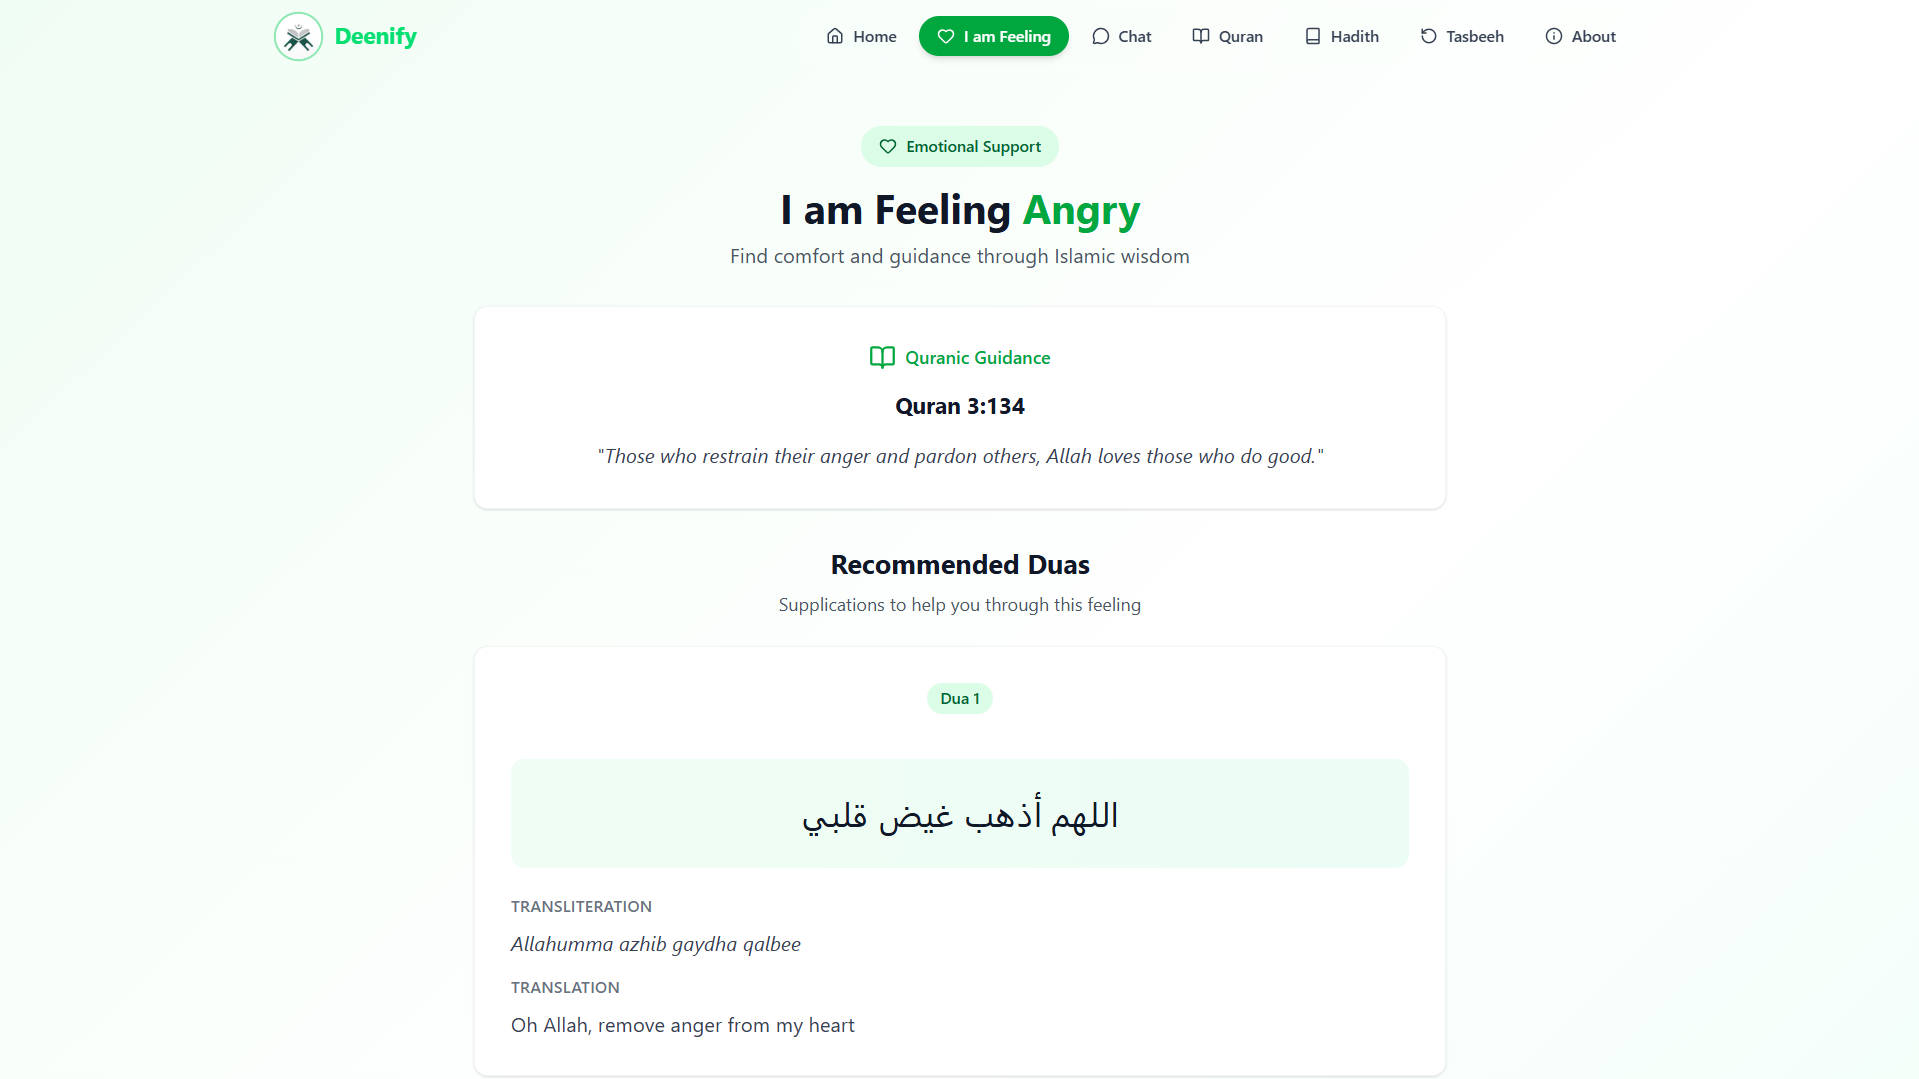 Deenify
Home
I am Feeling
Chat
Quran
Hadith
Tasbeeh
About
Emotional Support
I am Feeling Angry
Find comfort and guidance through Islamic wisdom
Quranic Guidance
Quran 3:134
"Those who restrain their anger and pardon others, Allah loves those who do good."
Recommended Duas
Supplications to help you through this feeling
Dua 1
اللهم أذهب غيض قلبي
TRANSLITERATION
Allahumma azhib gaydha qalbee
TRANSLATION
Oh Allah, remove anger from my heart